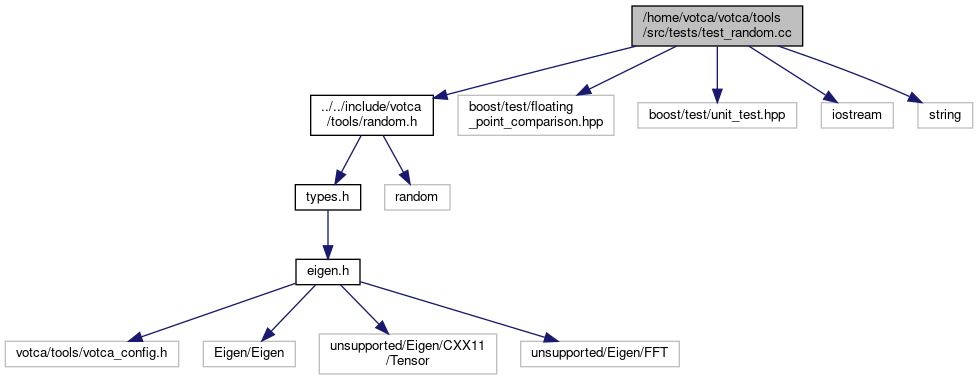 /home/votca/votca/tools
/src/tests/test_random.cc
../../include/votca
/tools/random.h
boost/test/floating
_point_comparison.hpp
boost/test/unit_test.hpp
iostream
string
types.h
random
eigen.h
votca/tools/votca_config.h
Eigen/Eigen
unsupported/Eigen/CXX11
/Tensor
unsupported/Eigen/FFT